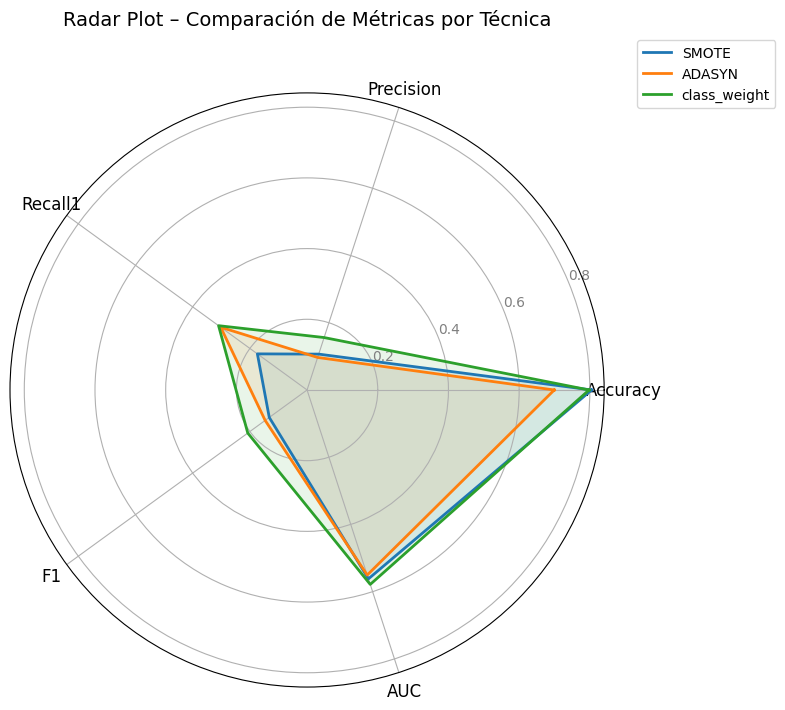 Radar Plot – Comparación de Métricas por Técnica
SMOTE
ADASYN
class_weight
Precision
Recall1
0.8
0.6
0.4
0.2
Accuracy
F1
AUC